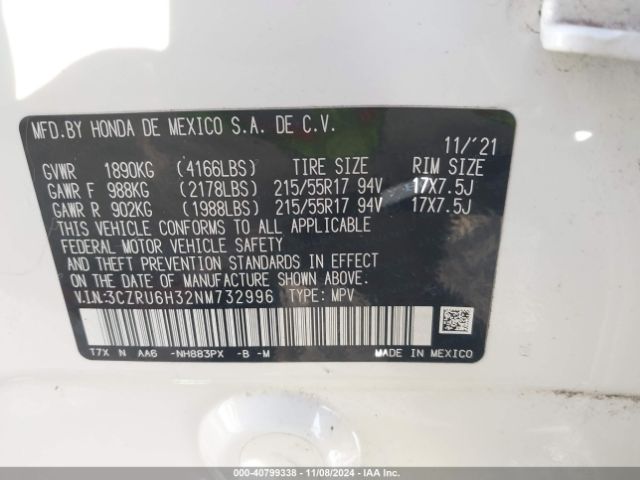 MFD.BY HONDA DE MEXICO S.A. DE C.V. 11/'21
GVWR 1890KG (4166LBS) TIRE SIZE RIM SIZE
GAWR F 988KG (2178LBS) 215/55R17 94V 17X7.5J
GAWR R 902KG (1988LBS) 215/55R17 94V 17X7.5J
THIS VEHICLE CONFORMS TO ALL APPLICABLE
FEDERAL MOTOR VEHICLE SAFETY
AND THEFT PREVENTION STANDARDS IN EFFECT
ON THE DATE OF MANUFACTURE SHOWN ABOVE.
V.I.N:3CZRU6H32NM732996 TYPE: MPV
T7X N AA6 -NH883PX -B -M MADE IN MEXICO
000-40799338 - 11/08/2024 - IAA Inc.